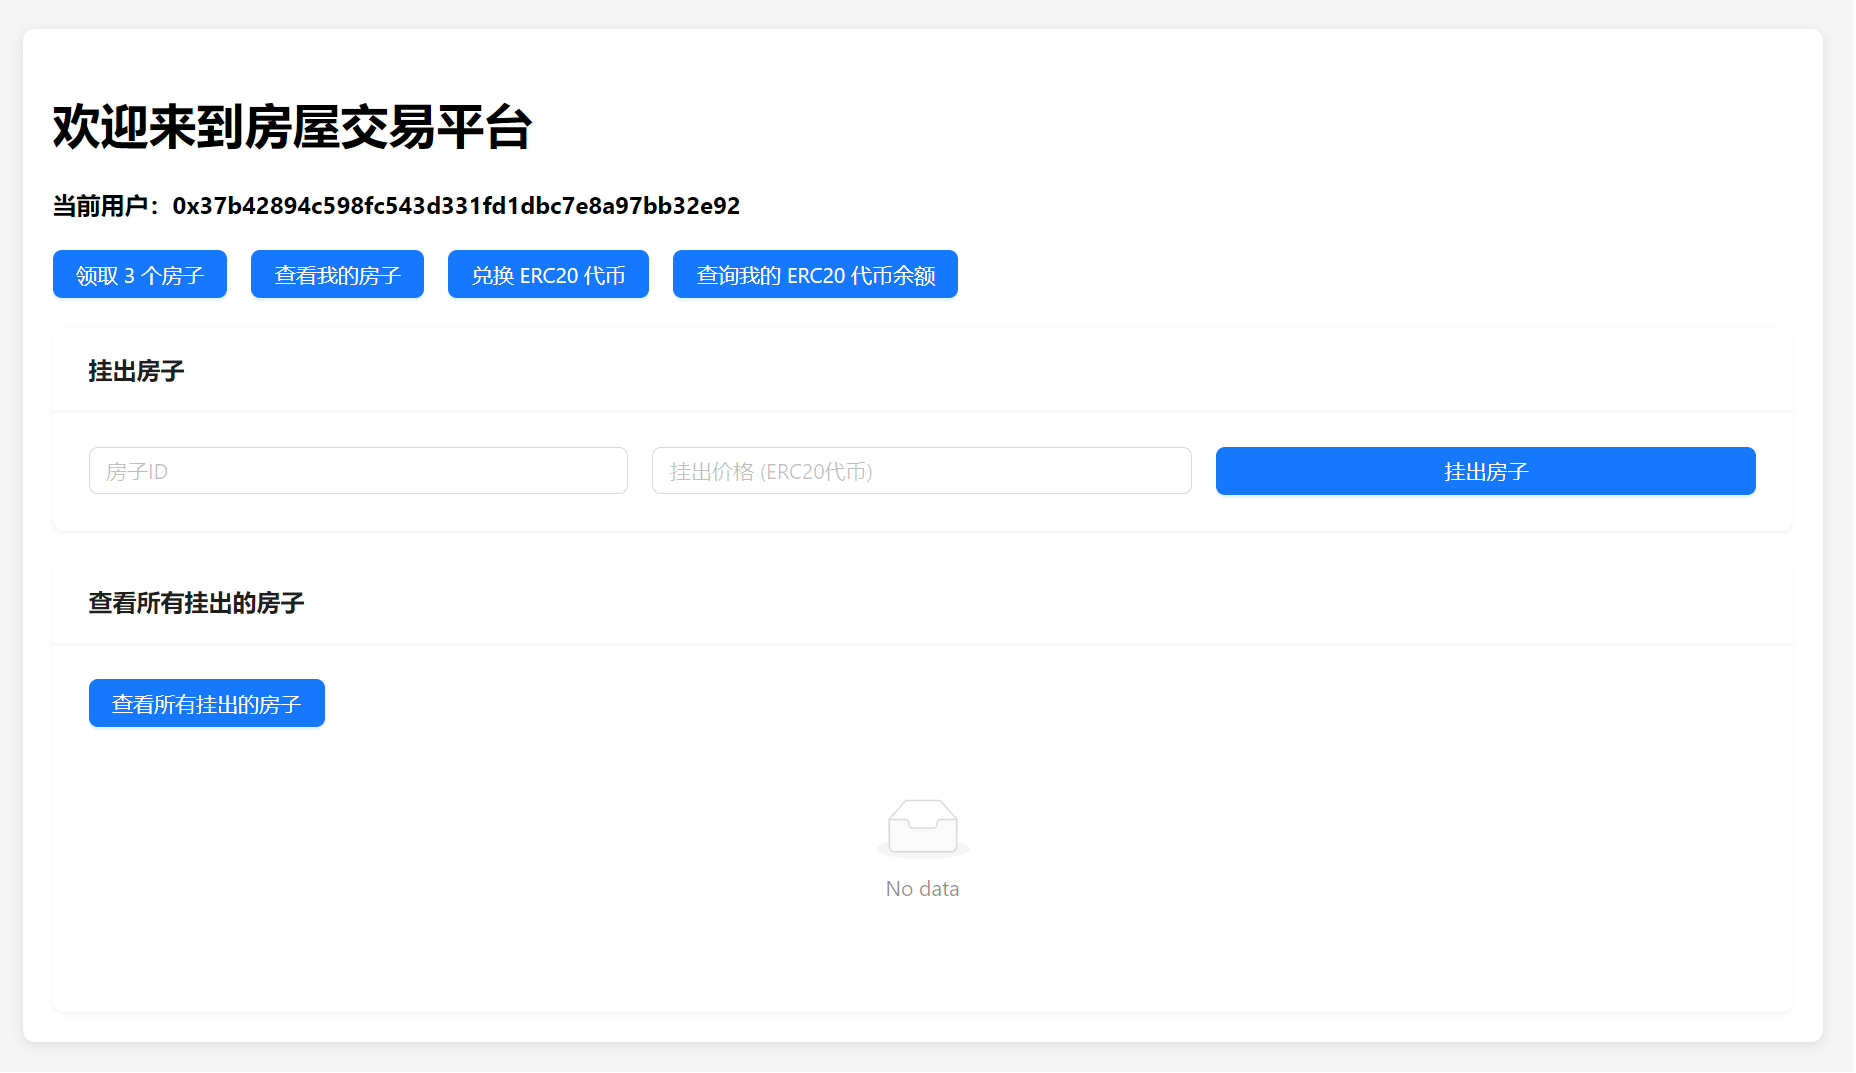 欢迎来到房屋交易平台
当前用户：0x37b42894c598fc543d331fd1dbc7e8a97bb32e92
领取 3 个房子
查看我的房子
兑换 ERC20 代币
查询我的 ERC20 代币余额
挂出房子
房子ID
挂出价格 (ERC20代币)
挂出房子
查看所有挂出的房子
查看所有挂出的房子
No data